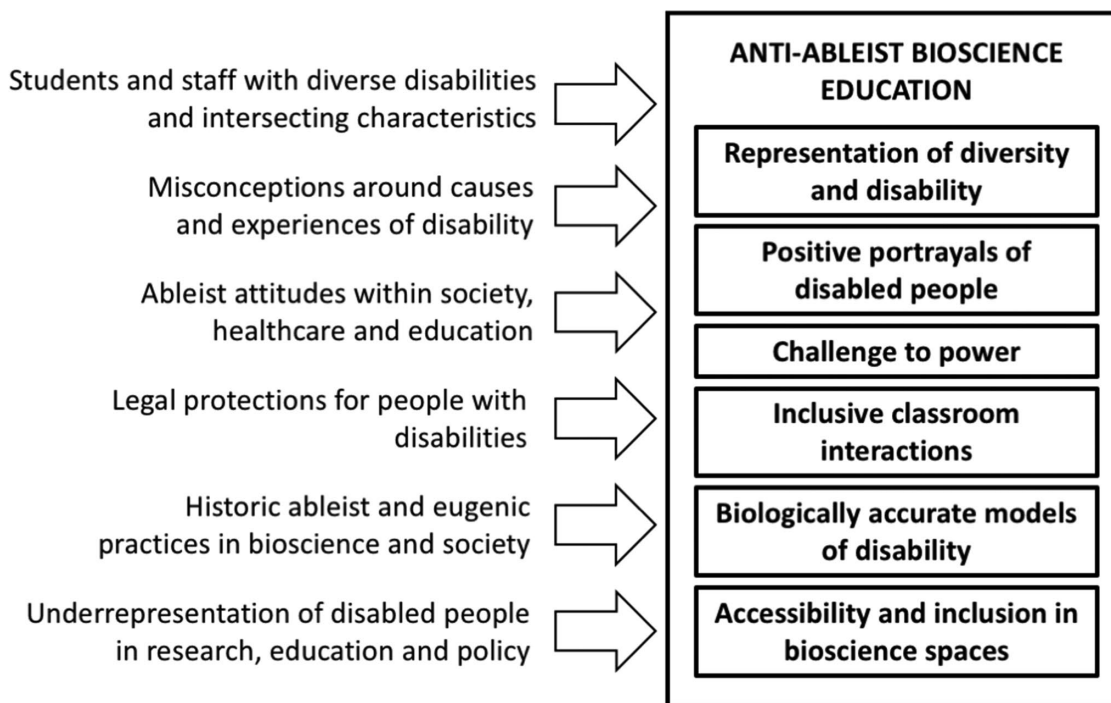 Students and staff with diverse disabilities
and intersecting characteristics
Misconceptions around causes
and experiences of disability
Ableist attitudes within society,
healthcare and education
Legal protections for people with
disabilities
Historic ableist and eugenic
practices in bioscience and society
Underrepresentation of disabled people
in research, education and policy
ANTI-ABLEIST BIOSCIENCE
EDUCATION
Representation of diversity
and disability
Positive portrayals of
disabled people
Challenge to power
Inclusive classroom
interactions
Biologically accurate models
of disability
Accessibility and inclusion in
bioscience spaces